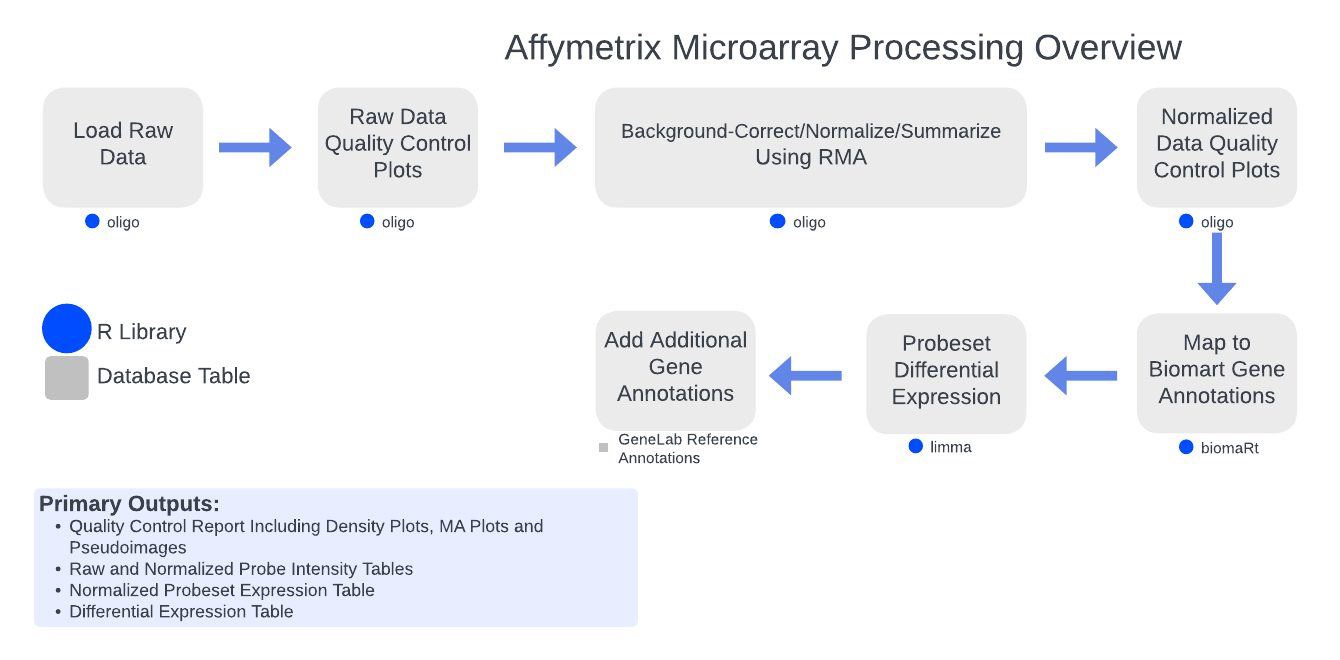 Affymetrix Microarray Processing Overview
Load Raw
Data
oligo
Raw Data
Quality Control
Plots
oligo
Background-Correct/Normalize/Summarize
Using RMA
oligo
Normalized
Data Quality
Control Plots
oligo
Map to
Biomart Gene
Annotations
biomaRt
Probeset
Differential
Expression
limma
Add Additional
Gene
Annotations
GeneLab Reference
Annotations
R Library
Database Table
Primary Outputs:
• Quality Control Report Including Density Plots, MA Plots and
Pseudoimages
• Raw and Normalized Probe Intensity Tables
• Normalized Probeset Expression Table
• Differential Expression Table